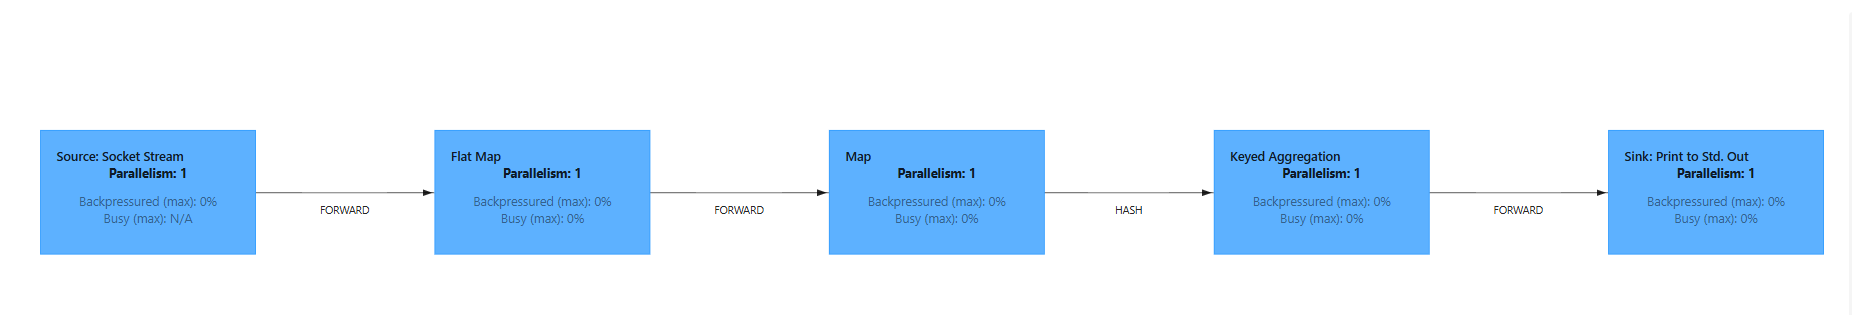 Source: Socket Stream
Parallelism: 1
Backpressured (max): 0%
Busy (max): N/A
FORWARD
Flat Map
Parallelism: 1
Backpressured (max): 0%
Busy (max): 0%
FORWARD
Map
Parallelism: 1
Backpressured (max): 0%
Busy (max): 0%
HASH
Keyed Aggregation
Parallelism: 1
Backpressured (max): 0%
Busy (max): 0%
FORWARD
Sink: Print to Std. Out
Parallelism: 1
Backpressured (max): 0%
Busy (max): 0%